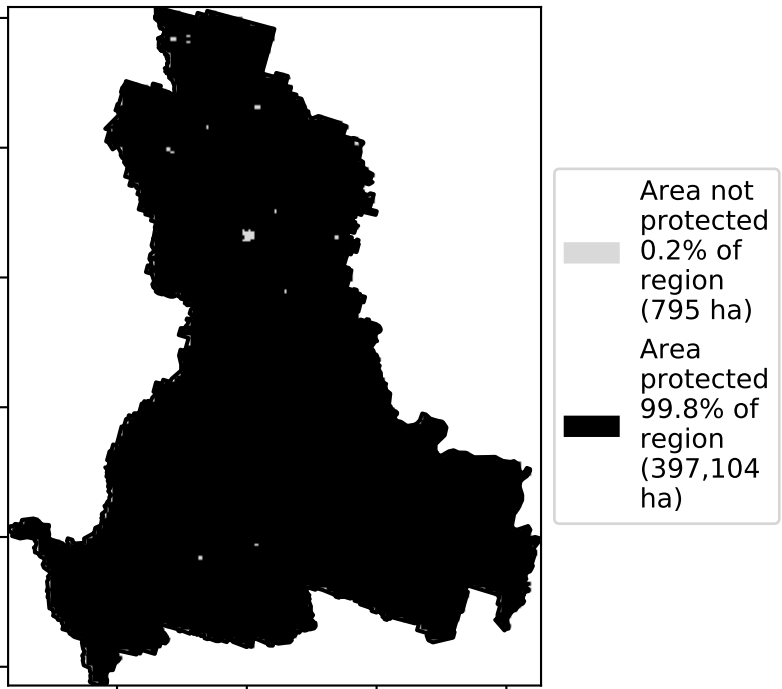 Area not
protected
0.2% of
region
(795 ha)
Area
protected
99.8% of
region
(397,104
ha)